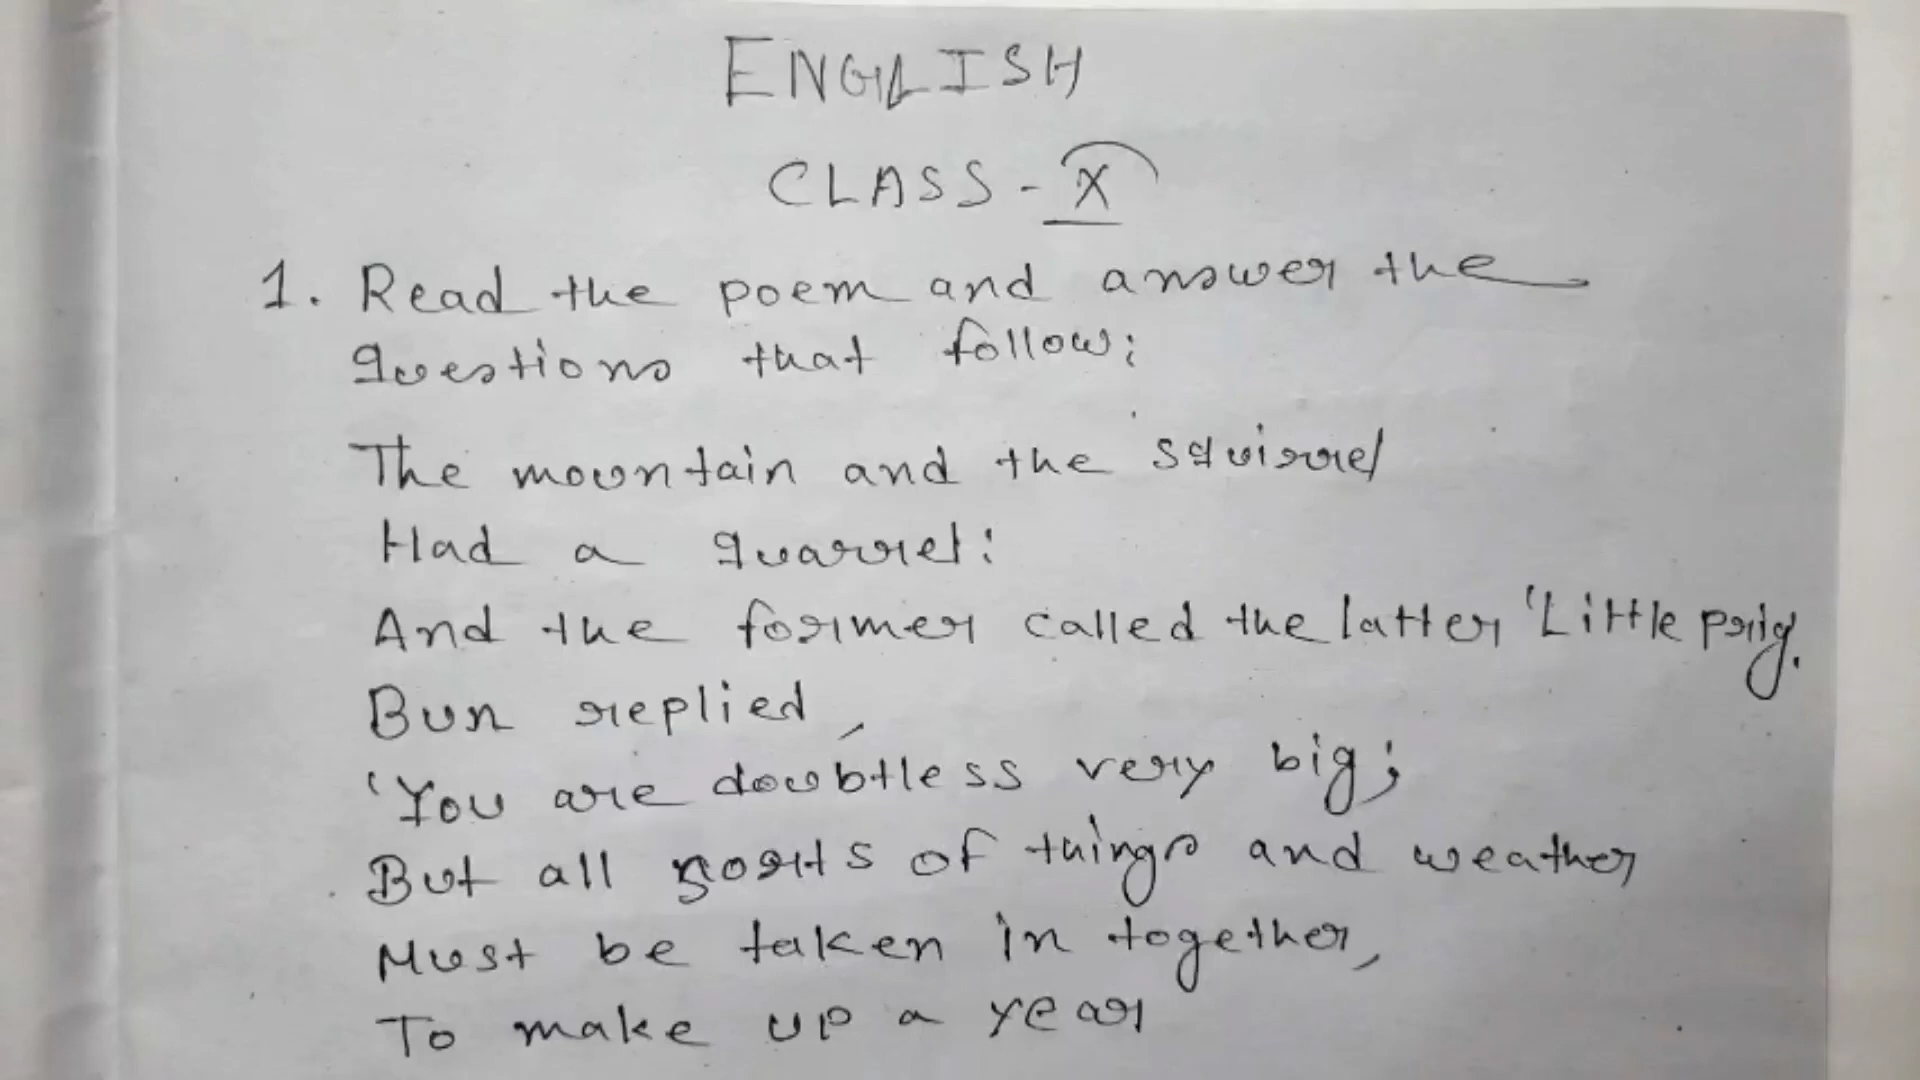 ENGLISH
CLASS - X
1. Read the poem and answer the
questions that follow:
The mountain and the squirrel
Had a quarrel:
And the former called the latter 'Little prig.
Bun replied,
'You are doubtless very big;
But all sorts of things and weather
Must be taken in together,
To make up a year